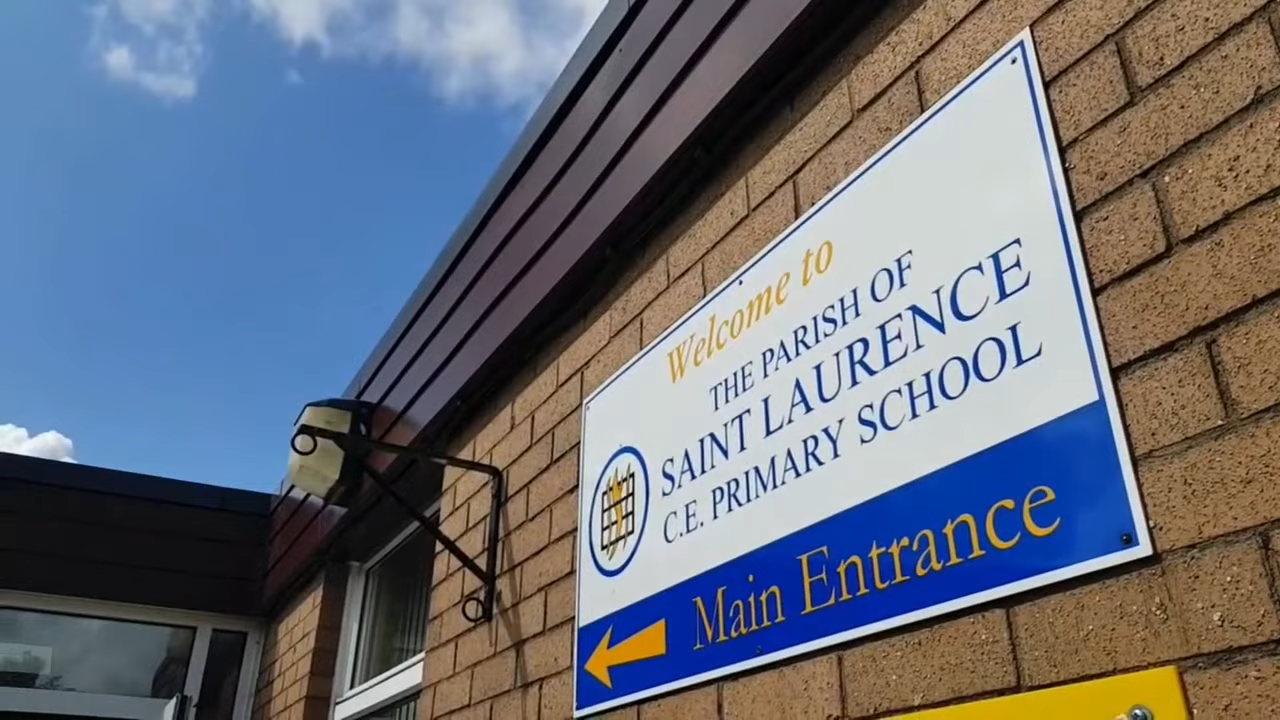 Welcome to
THE PARISH OF
SAINT LAURENCE
C.E. PRIMARY SCHOOL
Main Entrance